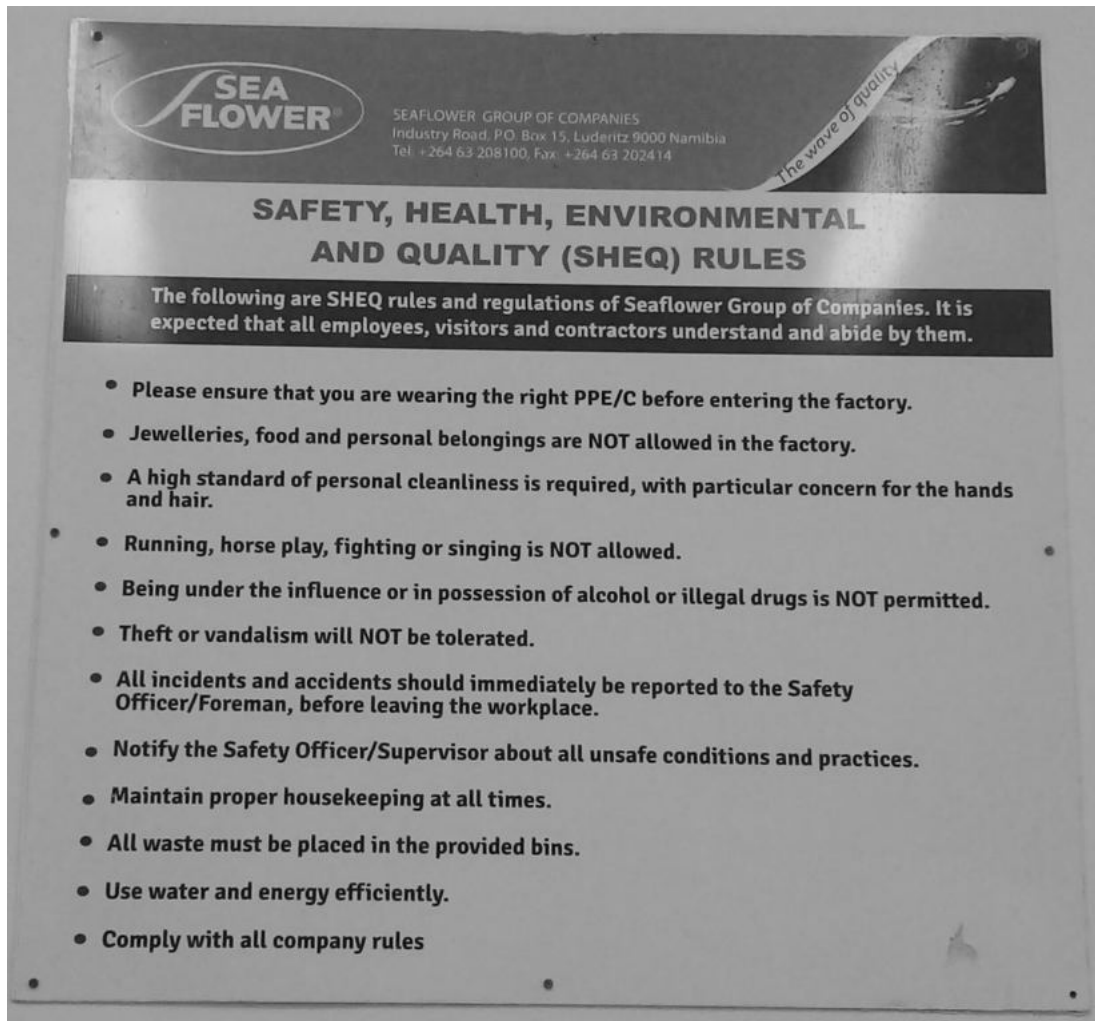 SEA
FLOWER®
SEAFLOWER GROUP OF COMPANIES
Industry Road, P.O. Box 15, Luderitz 9000 Namibia
Tel: +264 63 208100, Fax: +264 63 202414
The wave of quality
SAFETY, HEALTH, ENVIRONMENTAL
AND QUALITY (SHEQ) RULES
The following are SHEQ rules and regulations of Seaflower Group of Companies. It is
expected that all employees, visitors and contractors understand and abide by them.
• Please ensure that you are wearing the right PPE/C before entering the factory.
• Jewelleries, food and personal belongings are NOT allowed in the factory.
• A high standard of personal cleanliness is required, with particular concern for the hands
and hair.
• Running, horse play, fighting or singing is NOT allowed.
• Being under the influence or in possession of alcohol or illegal drugs is NOT permitted.
• Theft or vandalism will NOT be tolerated.
• All incidents and accidents should immediately be reported to the Safety
Officer/Foreman, before leaving the workplace.
• Notify the Safety Officer/Supervisor about all unsafe conditions and practices.
• Maintain proper housekeeping at all times.
• All waste must be placed in the provided bins.
• Use water and energy efficiently.
• Comply with all company rules